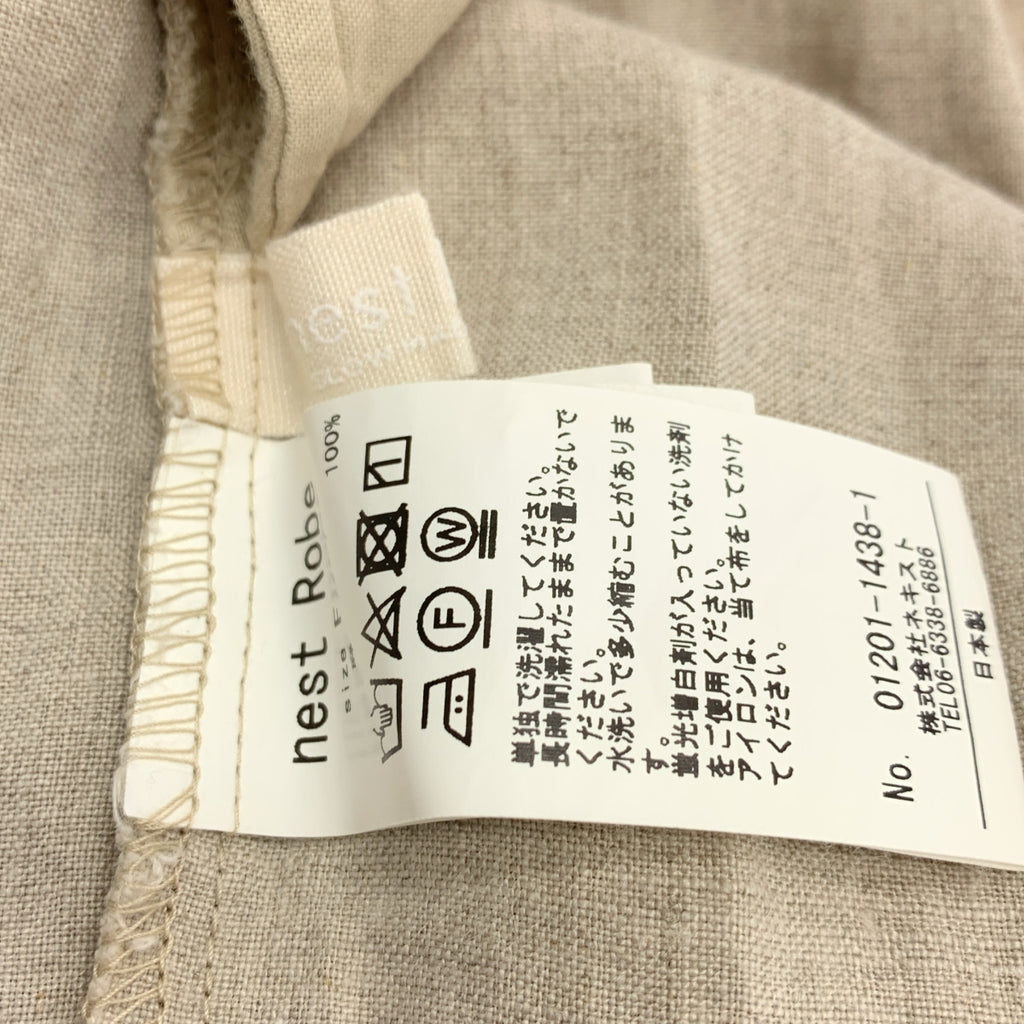 nest Robe
size F
100%
W
F
単独で洗濯してください。
長時間濡れたままで置かないで
ください。
水洗いで多少縮むことがありま
す。
蛍光増白剤が入っていない洗剤
をご使用ください。
アイロンは、当て布をしてかけ
てください。
No. 01201-1438-1
株式会社ネキスト
TEL06-6338-6886
日本製